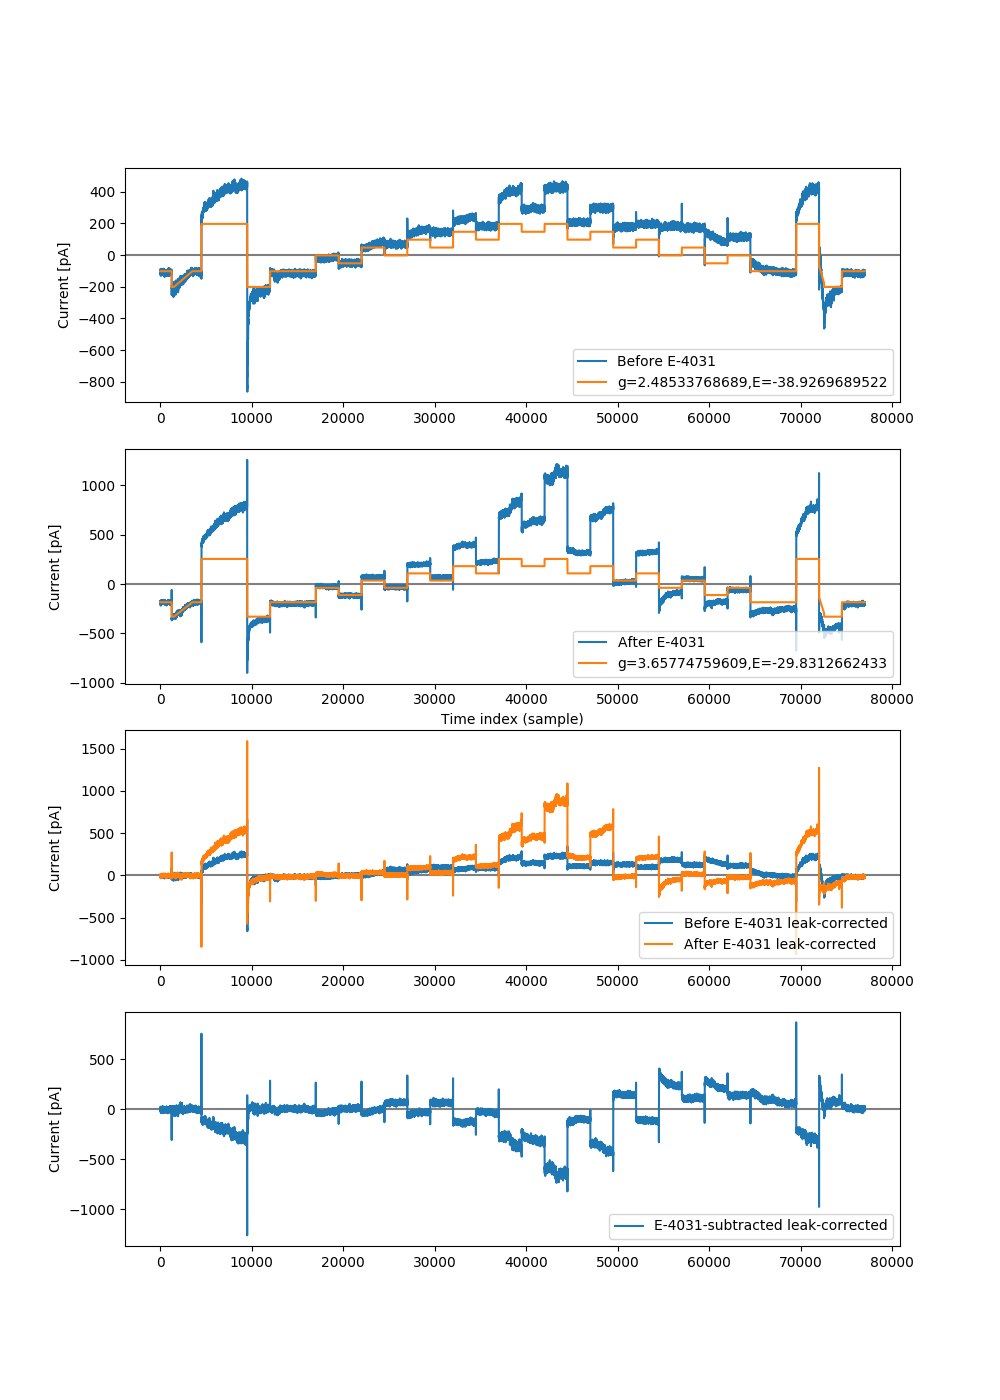 400
200
0
−200
−400
−600
−800
Current [pA]
Before E-4031
g=2.48533768689,E=-38.9269689522
0 10000 20000 30000 40000 50000 60000 70000 80000
1000
500
0
−500
−1000
Current [pA]
After E-4031
g=3.65774759609,E=-29.8312662433
0 10000 20000 30000 40000 50000 60000 70000 80000
Time index (sample)
1500
1000
500
0
−500
−1000
Current [pA]
Before E-4031 leak-corrected
After E-4031 leak-corrected
0 10000 20000 30000 40000 50000 60000 70000 80000
500
0
−500
−1000
Current [pA]
E-4031-subtracted leak-corrected
0 10000 20000 30000 40000 50000 60000 70000 80000